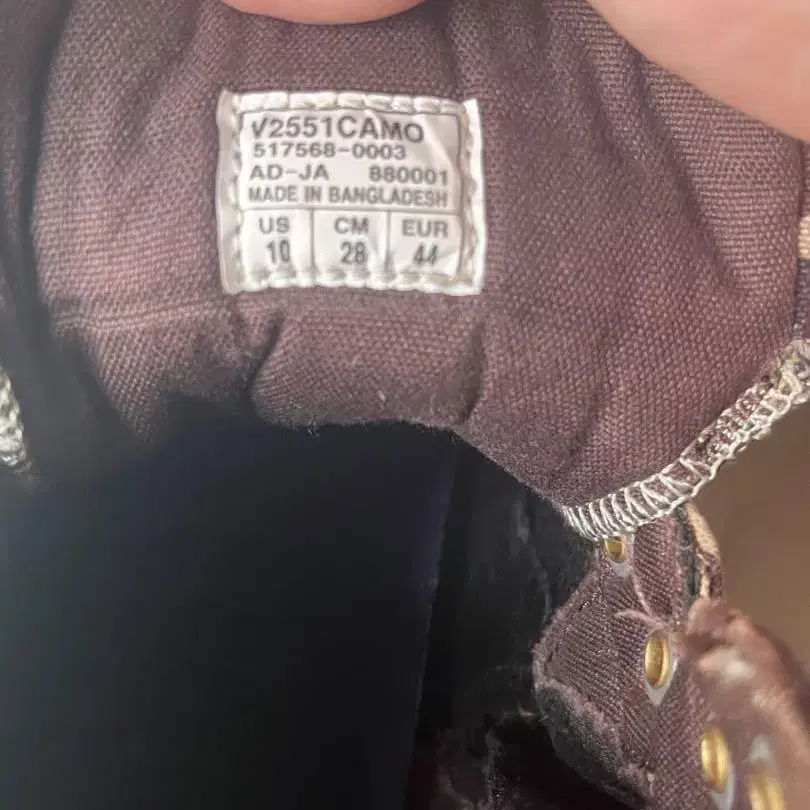 V2551CAMO
517568-0003
AD-JA 880001
MADE IN BANGLADESH
US CM EUR
10 28 44